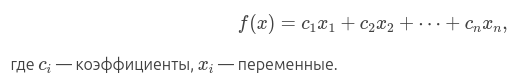 f(x) = c₁x₁ + c₂x₂ + ⋯ + cₙxₙ,
где cᵢ — коэффициенты, xᵢ — переменные.